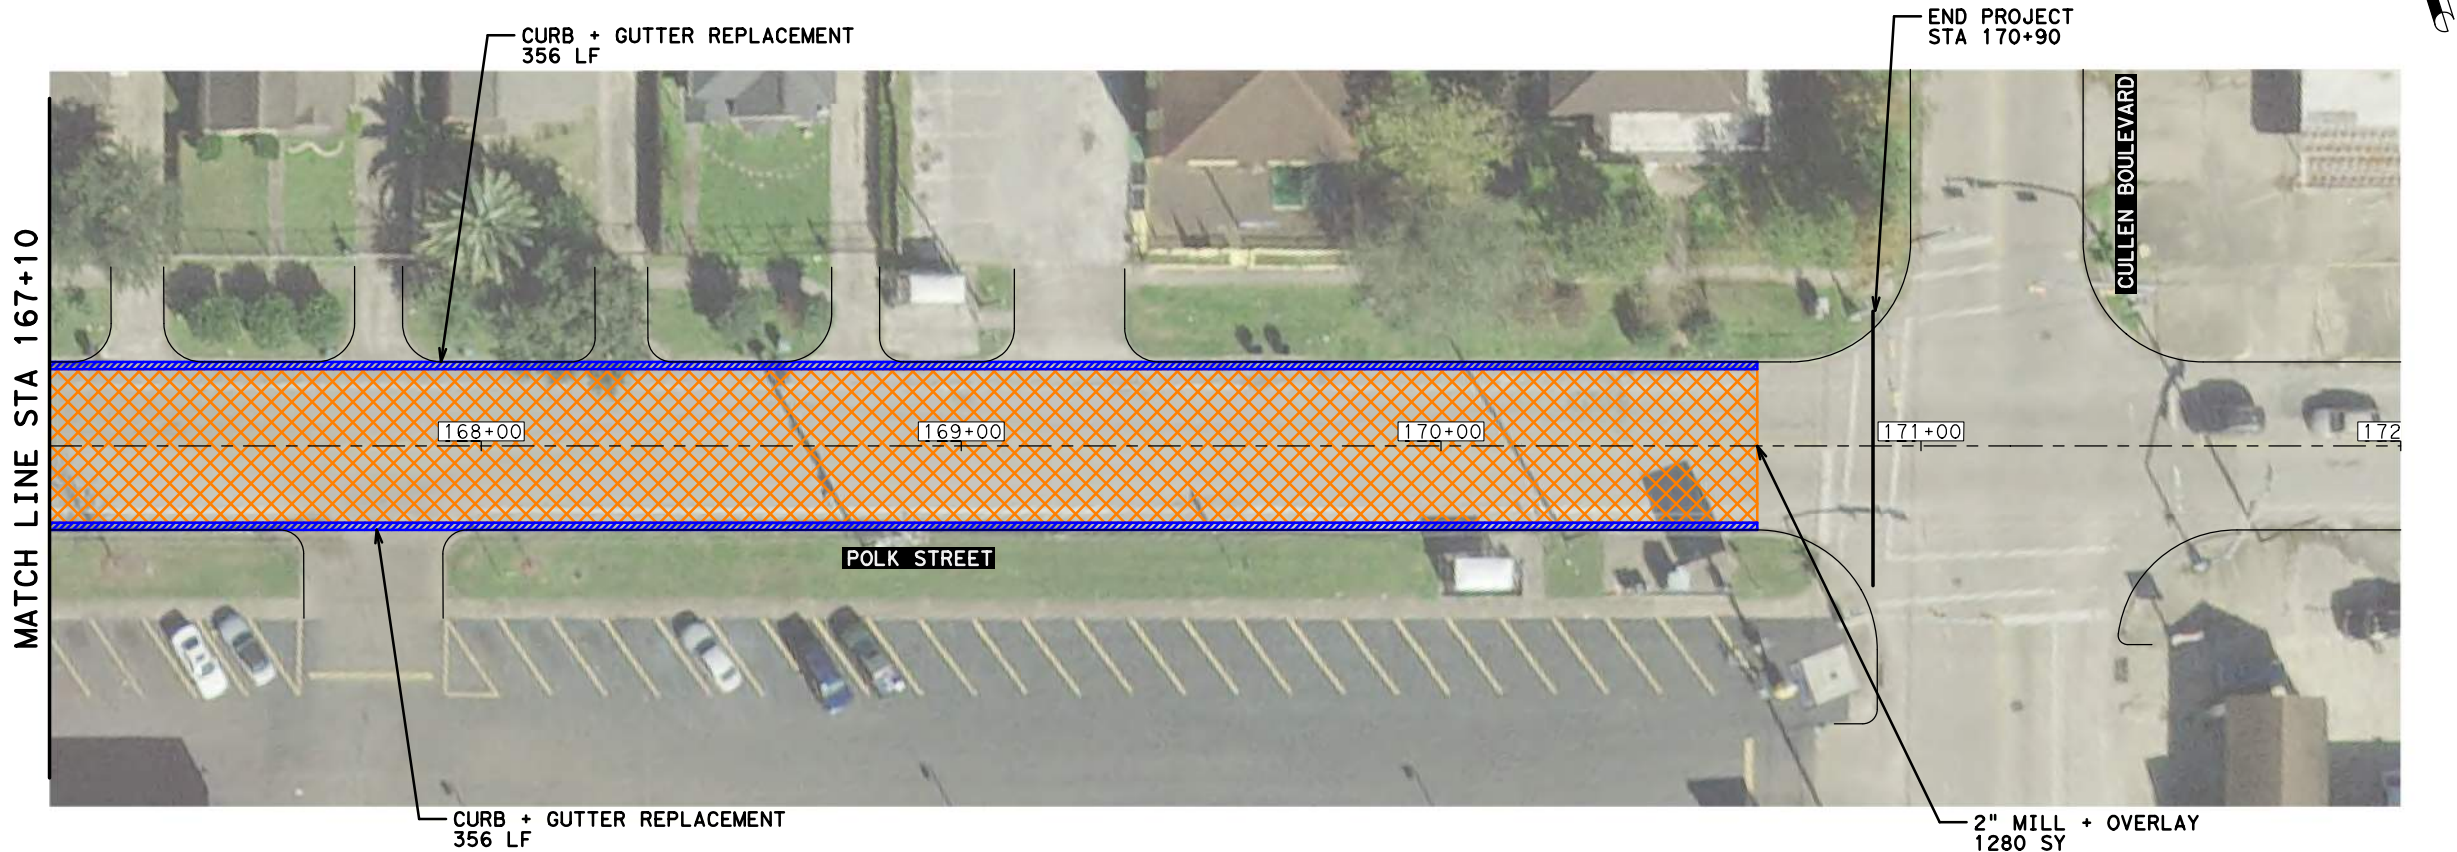 CURB + GUTTER REPLACEMENT
356 LF
END PROJECT
STA 170+90
CULLEN BOULEVARD
MATCH LINE STA 167+10
168+00
169+00
170+00
171+00
172
POLK STREET
CURB + GUTTER REPLACEMENT
356 LF
2" MILL + OVERLAY
1280 SY